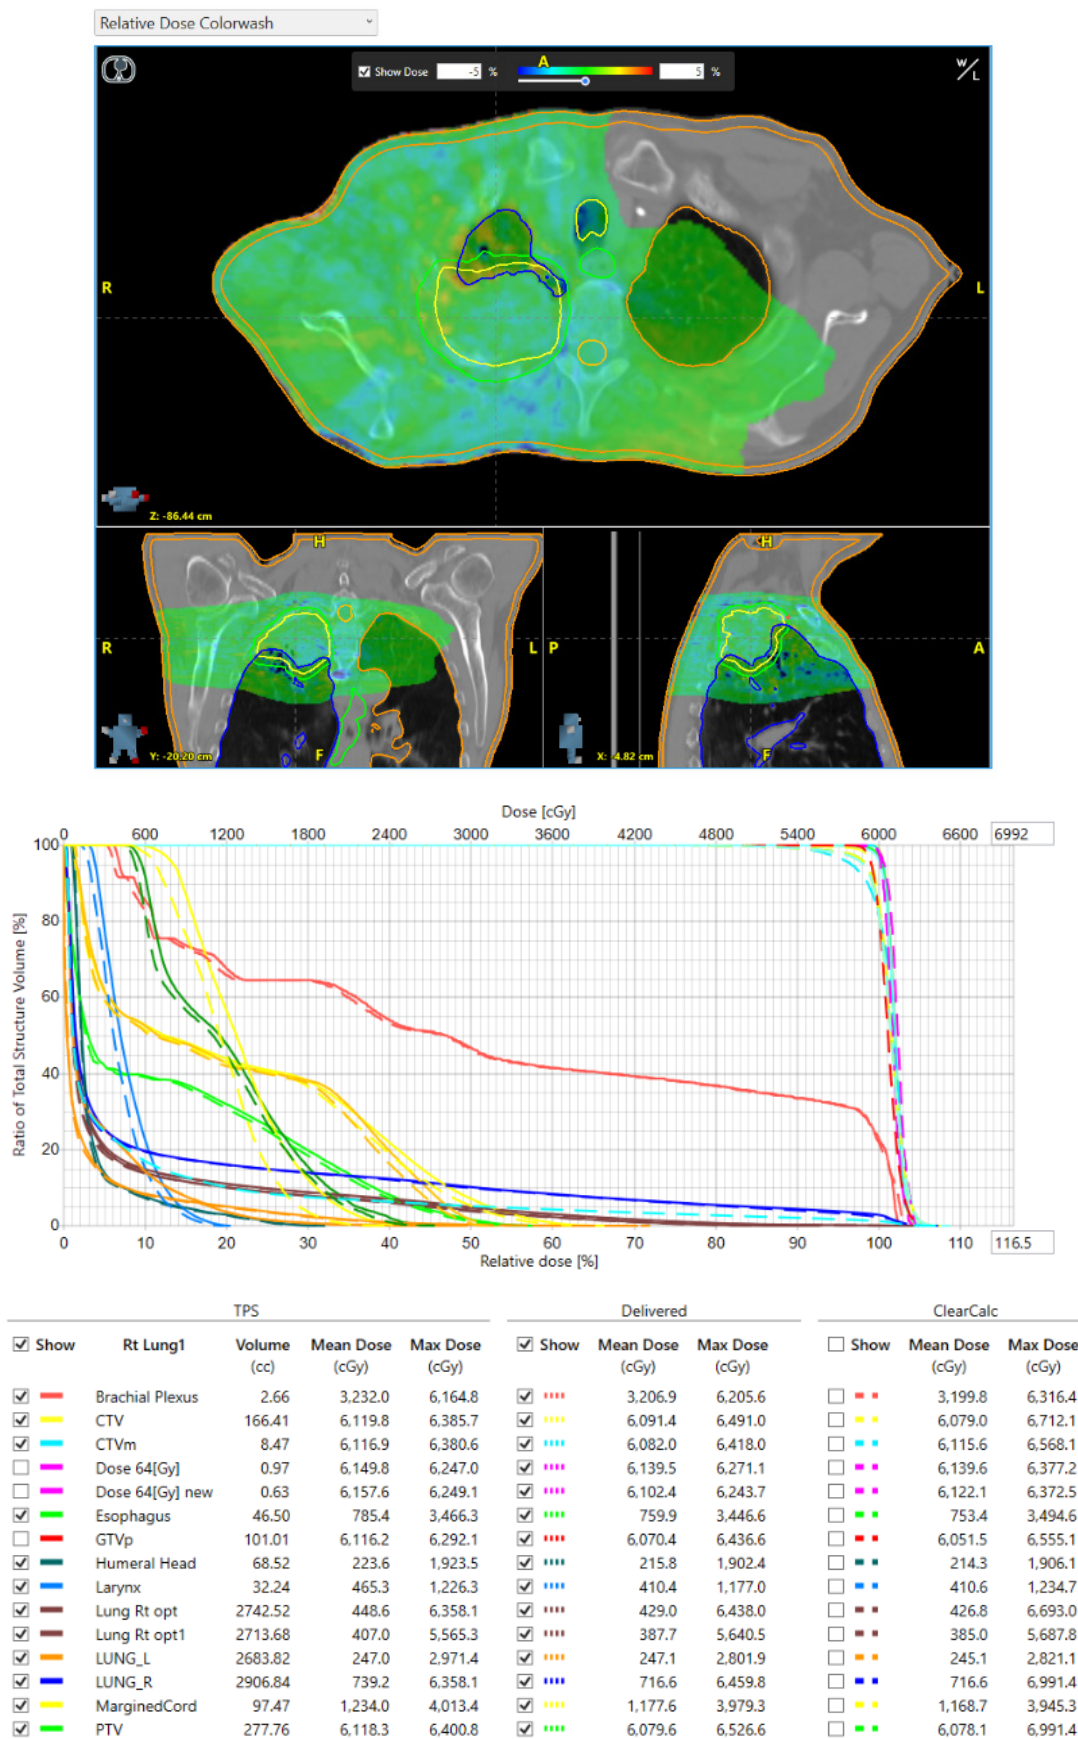 Relative Dose Colorwash
Show Dose -5 % 5 %
A
W/L
R L
Z: -86.44 cm
H H
R L P A
Y: -20.20 cm F X: -4.82 cm F
Dose [cGy]
0 600 1200 1800 2400 3000 3600 4200 4800 5400 6000 6600 6992
100
80
60
40
20
0
Ratio of Total Structure Volume [%]
0 10 20 30 40 50 60 70 80 90 100 110 116.5
Relative dose [%]
TPS Delivered ClearCalc
Show Rt Lung1 Volume Mean Dose Max Dose Show Mean Dose Max Dose Show Mean Dose Max Dose
(cc) (cGy) (cGy) (cGy) (cGy) (cGy) (cGy)
Brachial Plexus 2.66 3,232.0 6,164.8 3,206.9 6,205.6 3,199.8 6,316.4
CTV 166.41 6,119.8 6,385.7 6,091.4 6,491.0 6,079.0 6,712.1
CTVm 8.47 6,116.9 6,380.6 6,082.0 6,418.0 6,115.6 6,568.1
Dose 64[Gy] 0.97 6,149.8 6,247.0 6,139.5 6,271.1 6,139.6 6,377.2
Dose 64[Gy] new 0.63 6,157.6 6,249.1 6,102.4 6,243.7 6,122.1 6,372.5
Esophagus 46.50 785.4 3,466.3 759.9 3,446.6 753.4 3,494.6
GTVp 101.01 6,116.2 6,292.1 6,070.4 6,436.6 6,051.5 6,555.1
Humeral Head 68.52 223.6 1,923.5 215.8 1,902.4 214.3 1,906.1
Larynx 32.24 465.3 1,226.3 410.4 1,177.0 410.6 1,234.7
Lung Rt opt 2742.52 448.6 6,358.1 429.0 6,438.0 426.8 6,693.0
Lung Rt opt1 2713.68 407.0 5,565.3 387.7 5,640.5 385.0 5,687.8
LUNG_L 2683.82 247.0 2,971.4 247.1 2,801.9 245.1 2,821.1
LUNG_R 2906.84 739.2 6,358.1 716.6 6,459.8 716.6 6,991.4
MarginedCord 97.47 1,234.0 4,013.4 1,177.6 3,979.3 1,168.7 3,945.3
PTV 277.76 6,118.3 6,400.8 6,079.6 6,526.6 6,078.1 6,991.4